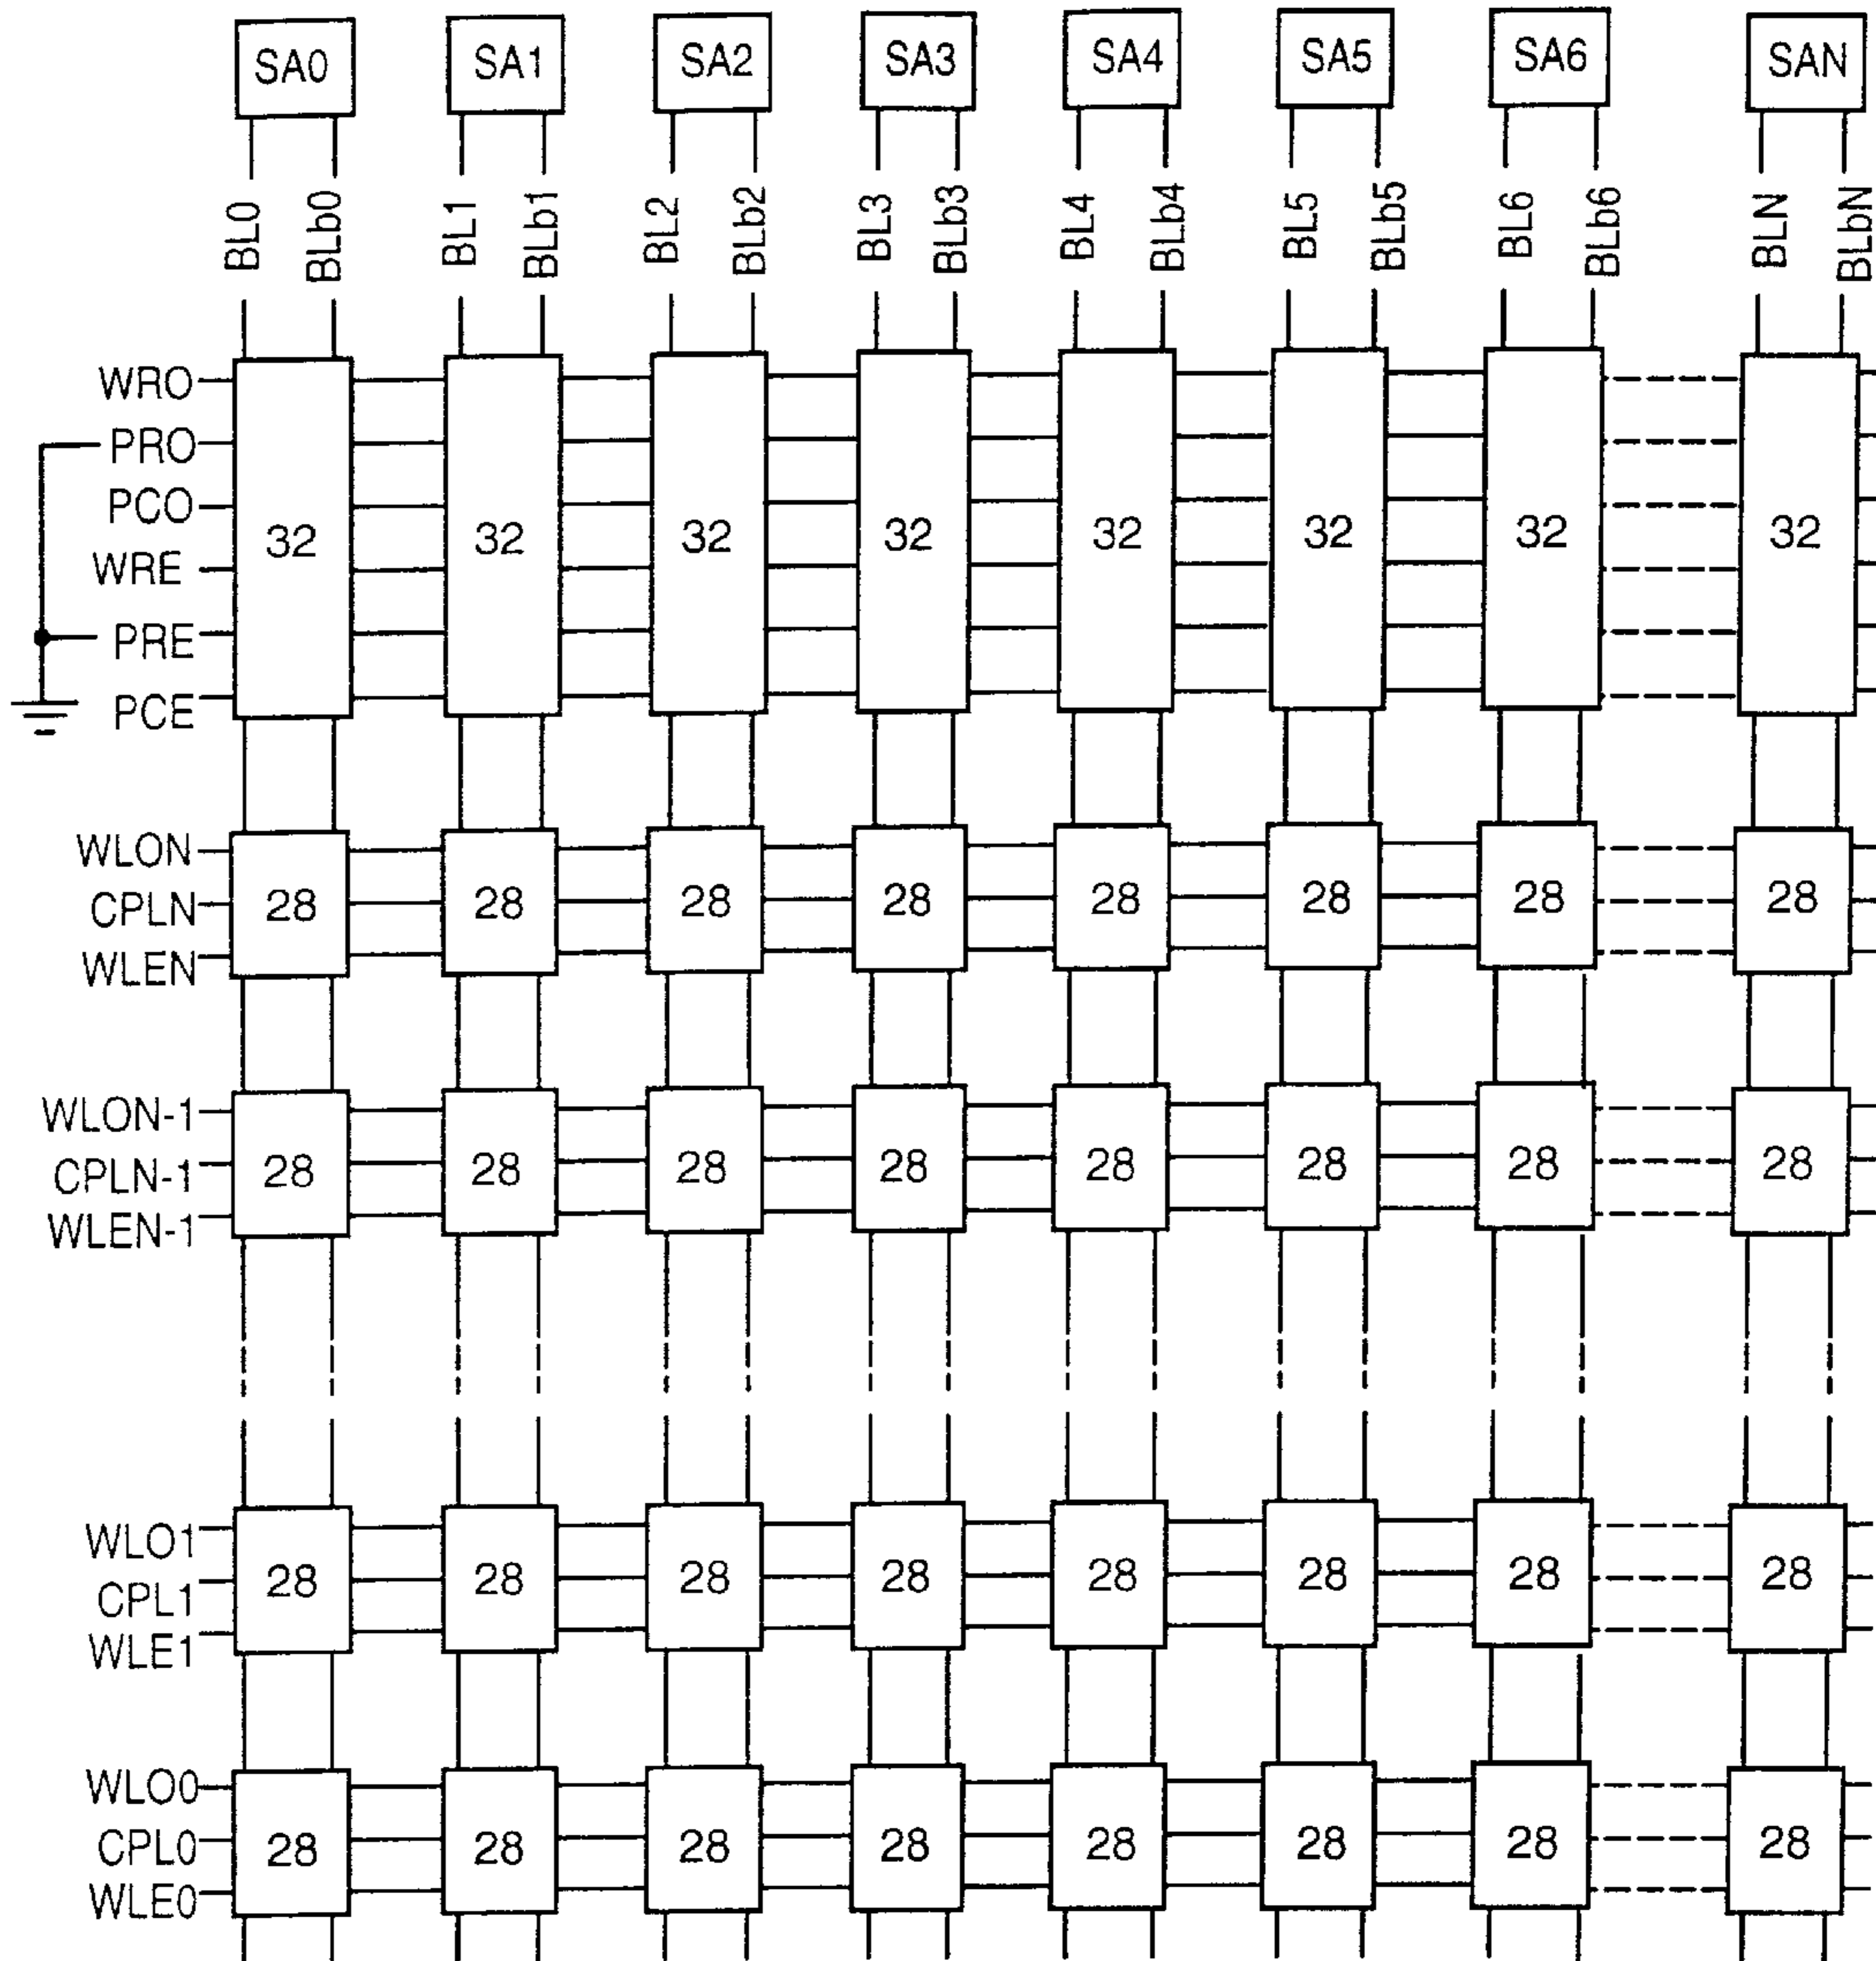 SA0 SA1 SA2 SA3 SA4 SA5 SA6 SAN
BL0 BLb0 BL1 BLb1 BL2 BLb2 BL3 BLb3 BL4 BLb4 BL5 BLb5 BL6 BLb6 BLN BLbN
WRO
PRO
PCO
32 32 32 32 32 32 32 32
WRE
PRE
PCE
WLON
CPLN 28 28 28 28 28 28 28 28
WLEN
WLON-1
CPLN-1 28 28 28 28 28 28 28 28
WLEN-1
WLO1
CPL1 28 28 28 28 28 28 28 28
WLE1
WLO0
CPL0 28 28 28 28 28 28 28 28
WLE0